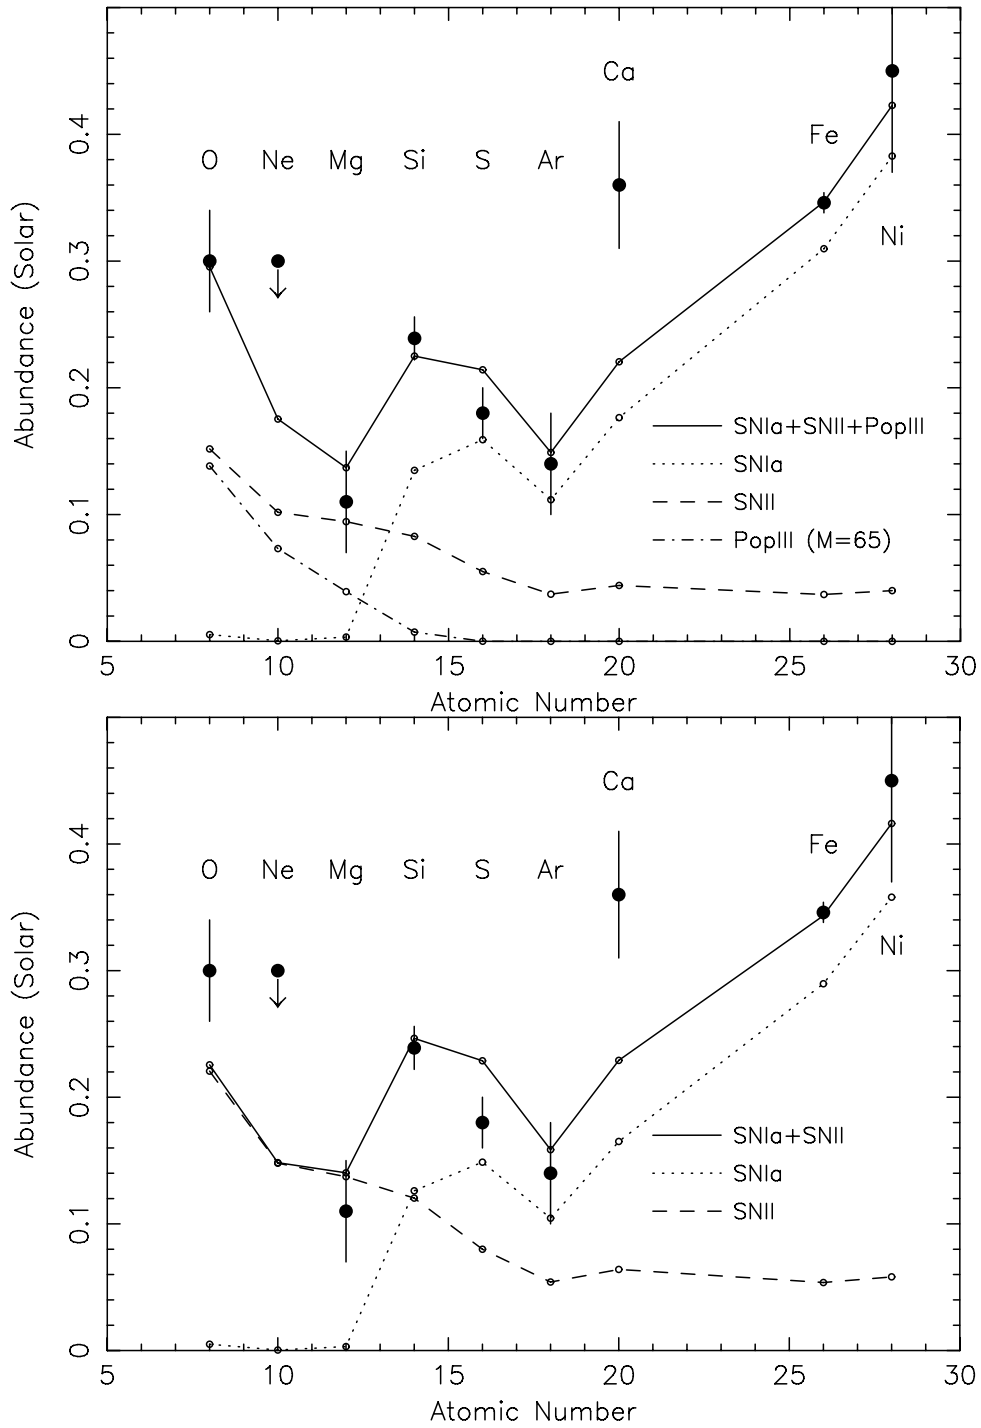 Ca
Fe
O Ne Mg Si S Ar
Ni
Abundance (Solar)
0 0.1 0.2 0.3 0.4
SNIa+SNII+PopIII
SNIa
SNII
PopIII (M=65)
5 10 15 20 25 30
Atomic Number
Ca
Fe
O Ne Mg Si S Ar
Ni
Abundance (Solar)
0 0.1 0.2 0.3 0.4
SNIa+SNII
SNIa
SNII
5 10 15 20 25 30
Atomic Number